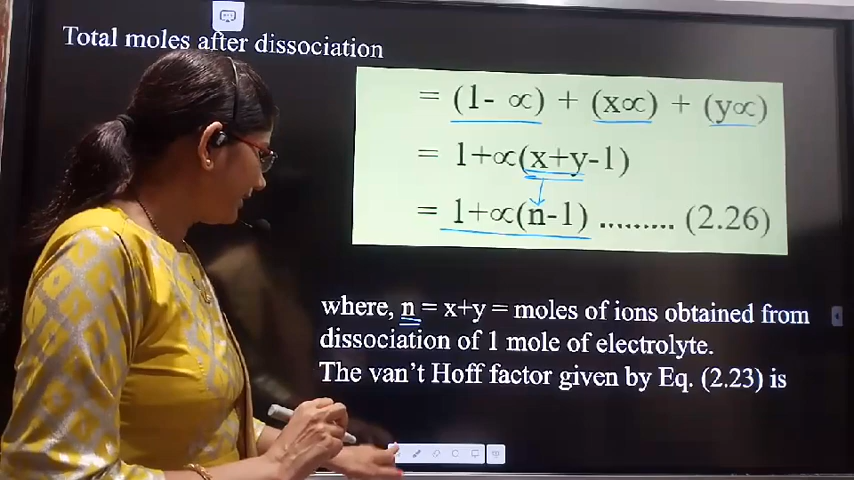 Total moles after dissociation
= (1- ∝) + (x∝) + (y∝)
= 1+∝(x+y-1)
= 1+∝(n-1) ......... (2.26)
where, n = x+y = moles of ions obtained from
dissociation of 1 mole of electrolyte.
The van't Hoff factor given by Eq. (2.23) is